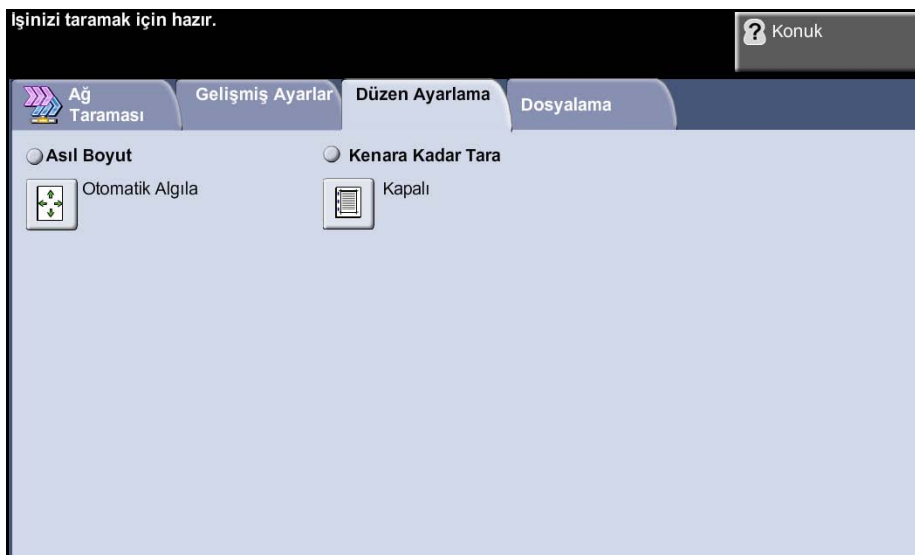 İşinizi taramak için hazır.
Konuk
Ağ
Taraması
Gelişmiş Ayarlar
Düzen Ayarlama
Dosyalama
Asıl Boyut
Otomatik Algıla
Kenara Kadar Tara
Kapalı